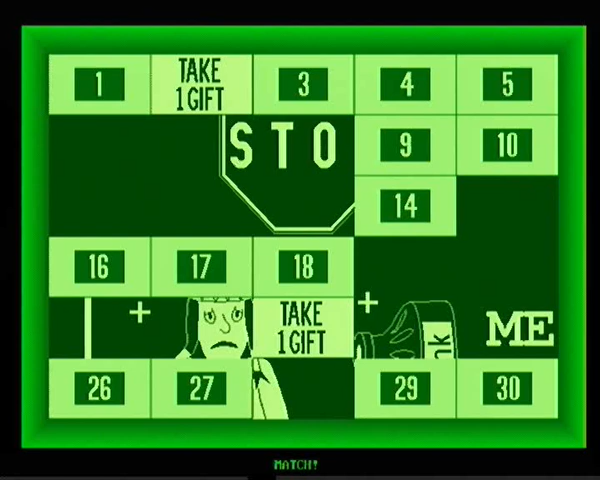 1 TAKE 1 GIFT 3 4 5
STO 9 10
14
16 17 18
+ TAKE 1 GIFT + nk ME
26 27 29 30
MATCH!